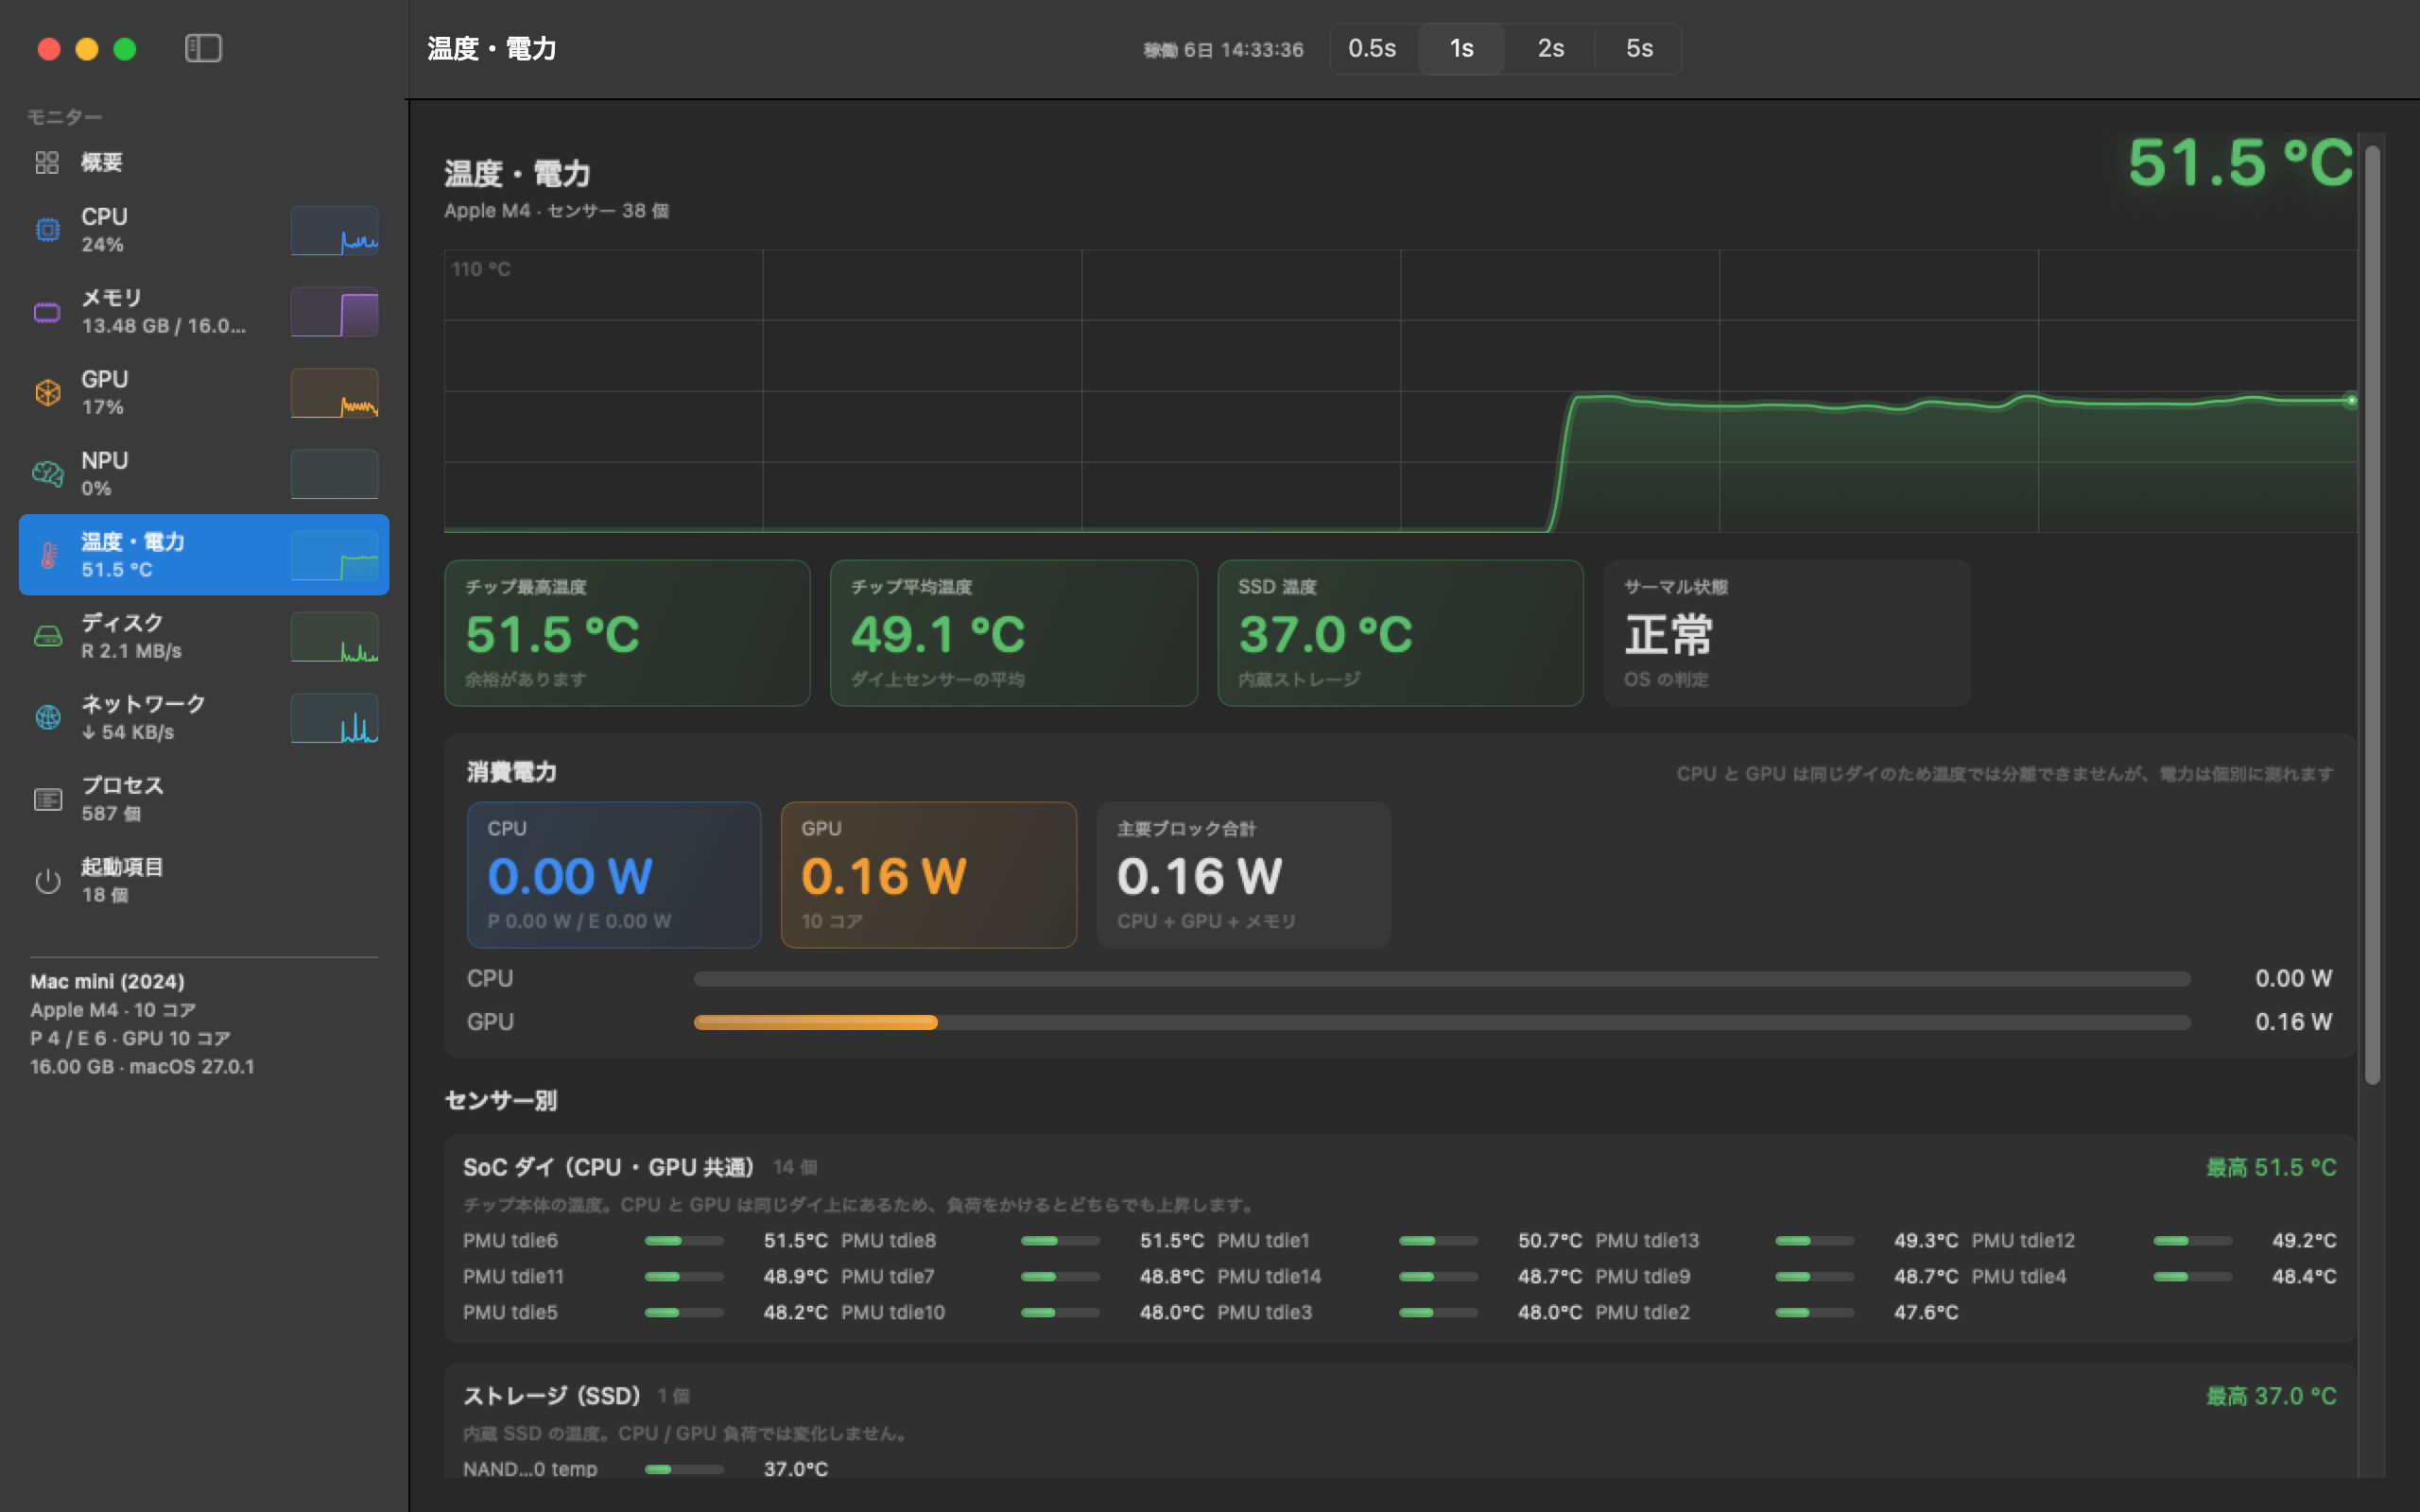 温度・電力
稼働 6日 14:33:36
0.5s 1s 2s 5s
モニター
概要
CPU
24%
メモリ
13.48 GB / 16.0...
GPU
17%
NPU
0%
温度・電力
51.5 °C
ディスク
R 2.1 MB/s
ネットワーク
↓ 54 KB/s
プロセス
587 個
起動項目
18 個
Mac mini (2024)
Apple M4 · 10 コア
P 4 / E 6 · GPU 10 コア
16.00 GB · macOS 27.0.1
温度・電力
51.5 °C
Apple M4 · センサー 38 個
110 °C
チップ最高温度
51.5 °C
余裕があります
チップ平均温度
49.1 °C
ダイ上センサーの平均
SSD 温度
37.0 °C
内蔵ストレージ
サーマル状態
正常
OS の判定
消費電力
CPU と GPU は同じダイのため温度では分離できませんが、電力は個別に測れます
CPU
0.00 W
P 0.00 W / E 0.00 W
GPU
0.16 W
10 コア
主要ブロック合計
0.16 W
CPU + GPU + メモリ
CPU 0.00 W
GPU 0.16 W
センサー別
SoC ダイ（CPU・GPU 共通） 14 個 最高 51.5 °C
チップ本体の温度。CPU と GPU は同じダイ上にあるため、負荷をかけるとどちらでも上昇します。
PMU tdie6 51.5°C PMU tdie8 51.5°C PMU tdie1 50.7°C PMU tdie13 49.3°C PMU tdie12 49.2°C
PMU tdie11 48.9°C PMU tdie7 48.8°C PMU tdie14 48.7°C PMU tdie9 48.7°C PMU tdie4 48.4°C
PMU tdie5 48.2°C PMU tdie10 48.0°C PMU tdie3 48.0°C PMU tdie2 47.6°C
ストレージ（SSD） 1 個 最高 37.0 °C
内蔵 SSD の温度。CPU / GPU 負荷では変化しません。
NAND...0 temp 37.0°C